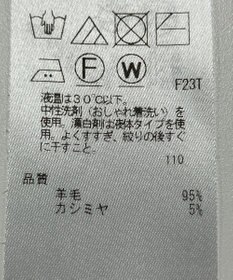 F
W
F23T
液温は30℃以下。
中性洗剤（おしゃれ着洗い）を
使用。漂白剤は液体タイプを使
用。よくすすぎ、絞りの後すぐ
に干すこと。
110
品質
羊毛 95%
カシミヤ 5%